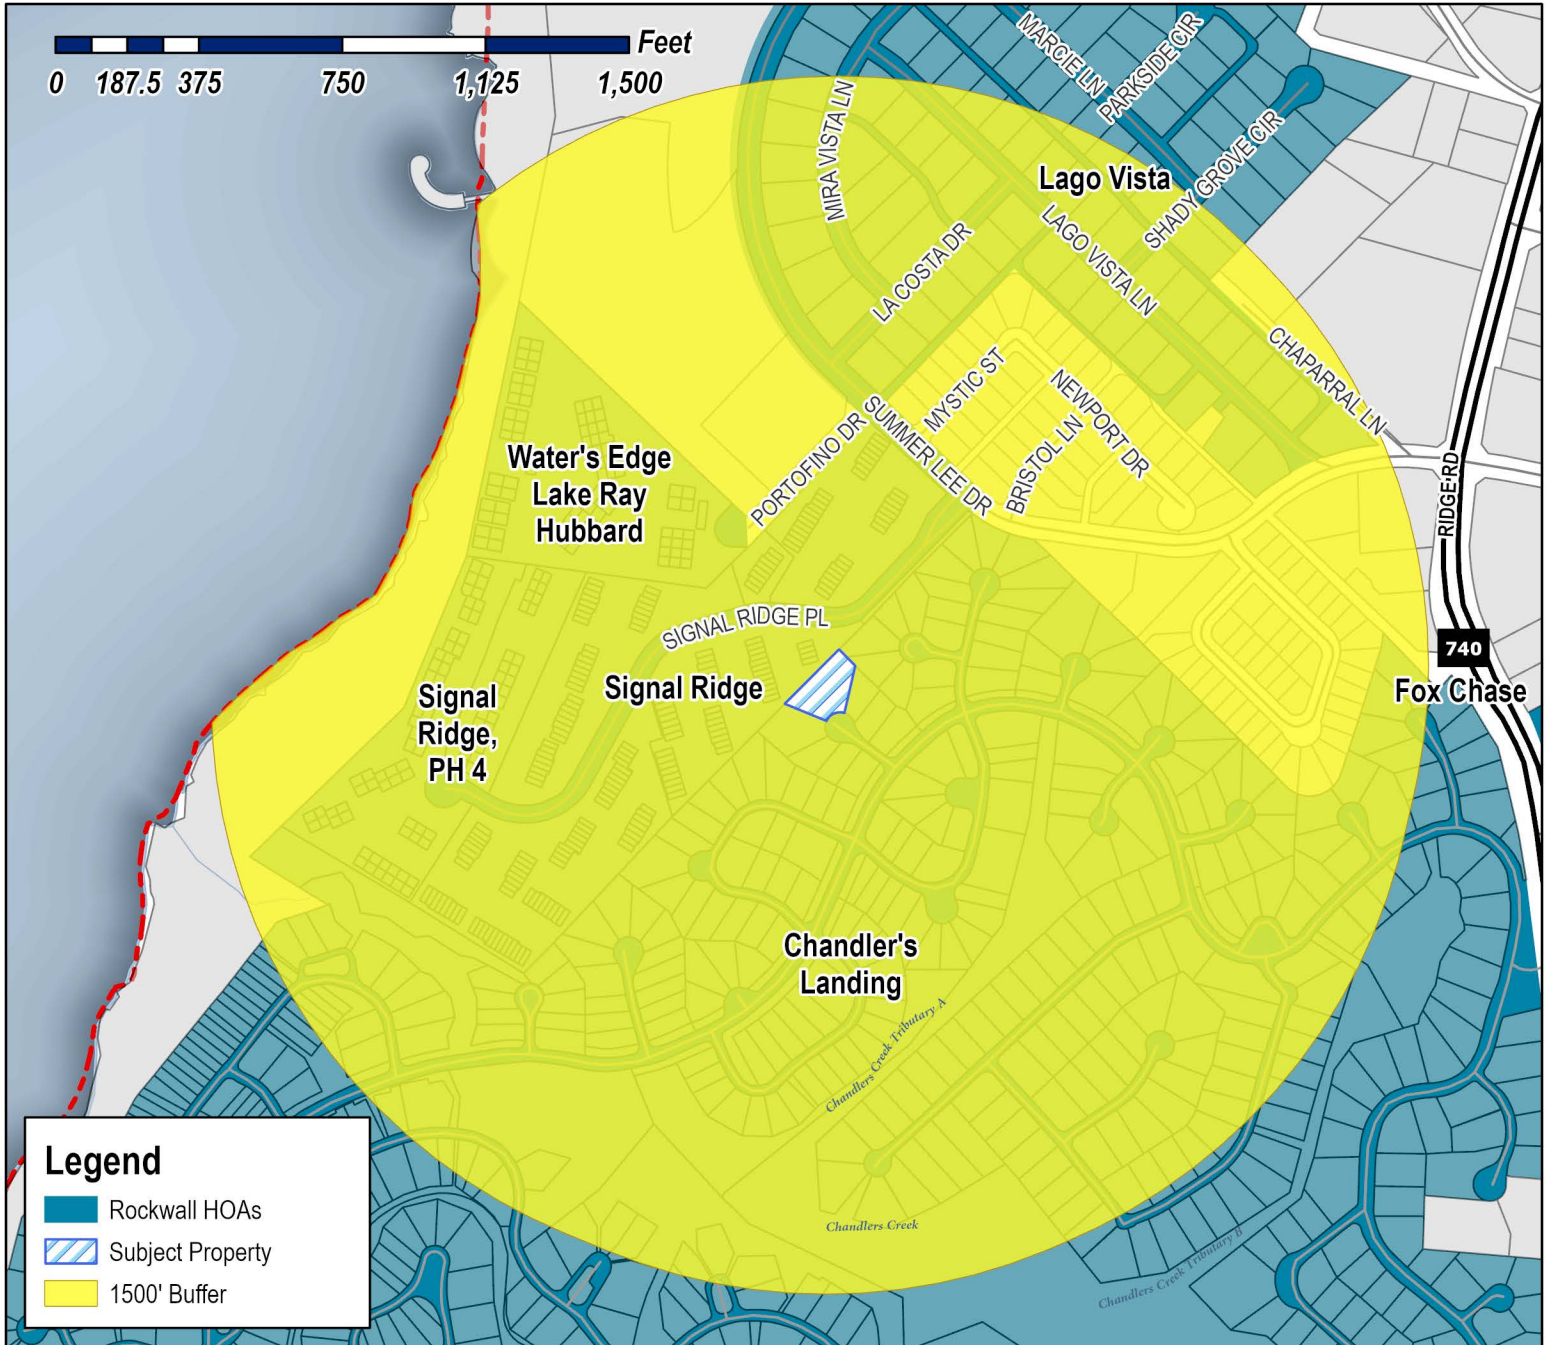 Feet
0 187.5 375 750 1,125 1,500
MARCIE LN
PARKSIDE CIR
MIRA VISTA LN
SHADY GROVE CIR
Lago Vista
LAGO VISTA LN
LA COSTA DR
CHAPARRAL LN
MYSTIC ST
NEWPORT DR
SUMMER LEE DR
BRISTOL LN
PORTOFINO DR
RIDGE RD
Water's Edge
Lake Ray
Hubbard
SIGNAL RIDGE PL
740
Fox Chase
Signal Ridge
Signal
Ridge,
PH 4
Chandler's
Landing
Chandlers Creek Tributary A
Chandlers Creek
Chandlers Creek Tributary B
Legend
Rockwall HOAs
Subject Property
1500' Buffer